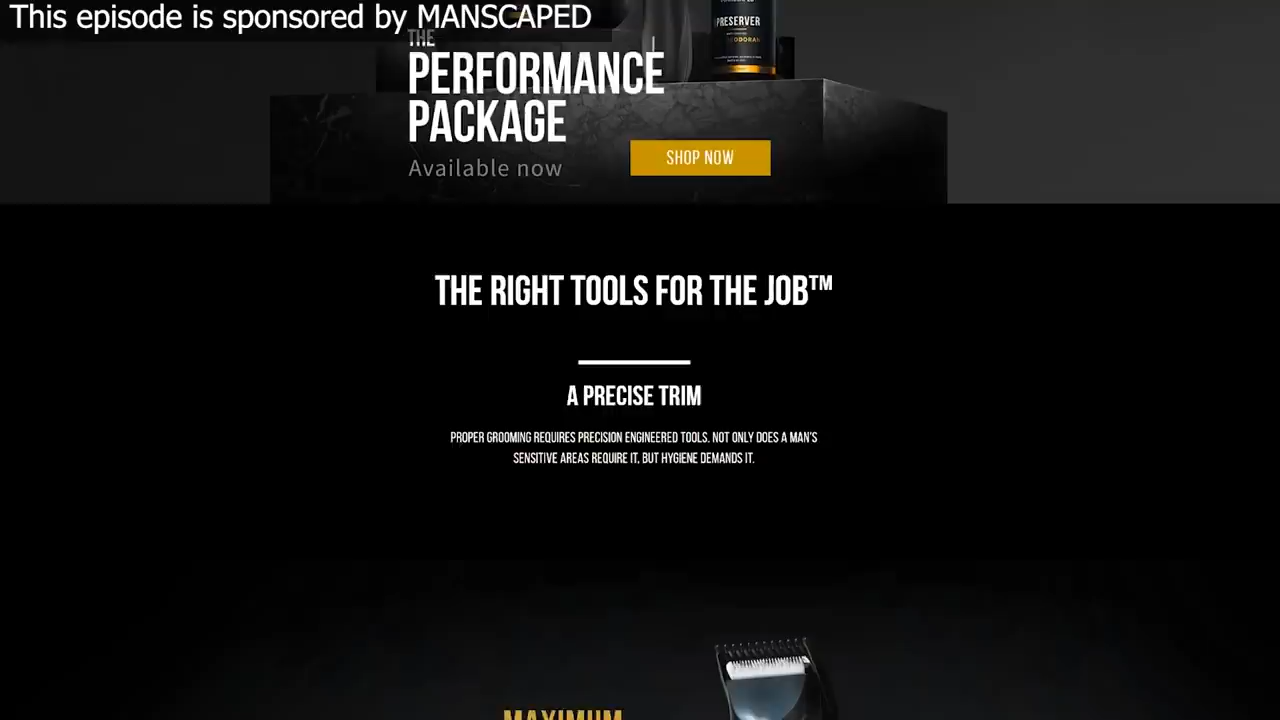 This episode is sponsored by MANSCAPED
THE
PERFORMANCE
PACKAGE
Available now
SHOP NOW
PRESERVER
THE RIGHT TOOLS FOR THE JOB™
A PRECISE TRIM
PROPER GROOMING REQUIRES PRECISION ENGINEERED TOOLS. NOT ONLY DOES A MAN'S
SENSITIVE AREAS REQUIRE IT, BUT HYGIENE DEMANDS IT.
MAXIMUM